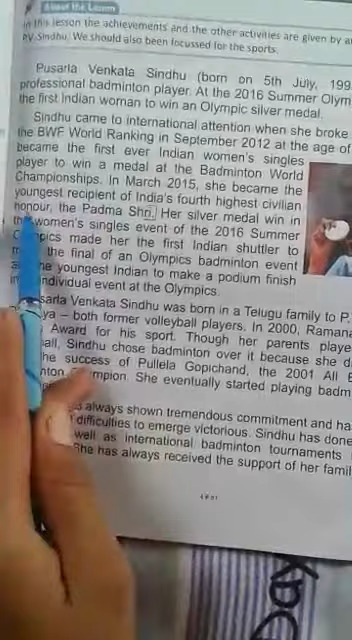 About the Lesson
In this lesson the achievements and the other activities are given by a
P.V. Sindhu. We should also been focussed for the sports.
Pusarla Venkata Sindhu (born on 5th July, 199
professional badminton player. At the 2016 Summer Olym
the first Indian woman to win an Olympic silver medal.
Sindhu came to international attention when she broke
the BWF World Ranking in September 2012 at the age of
became the first ever Indian women's singles
player to win a medal at the Badminton World
Championships. In March 2015, she became the
youngest recipient of India's fourth highest civilian
honour, the Padma Shri. Her silver medal win in
women's singles event of the 2016 Summer
pics made her the first Indian shuttler to
the final of an Olympics badminton event
he youngest Indian to make a podium finish
individual event at the Olympics.
sarla Venkata Sindhu was born in a Telugu family to P.
ya – both former volleyball players. In 2000, Ramana
Award for his sport. Though her parents playe
all, Sindhu chose badminton over it because she d
he success of Pullela Gopichand, the 2001 All E
nton mpion. She eventually started playing badm
always shown tremendous commitment and ha
difficulties to emerge victorious. Sindhu has done
well as international badminton tournaments
She has always received the support of her famil